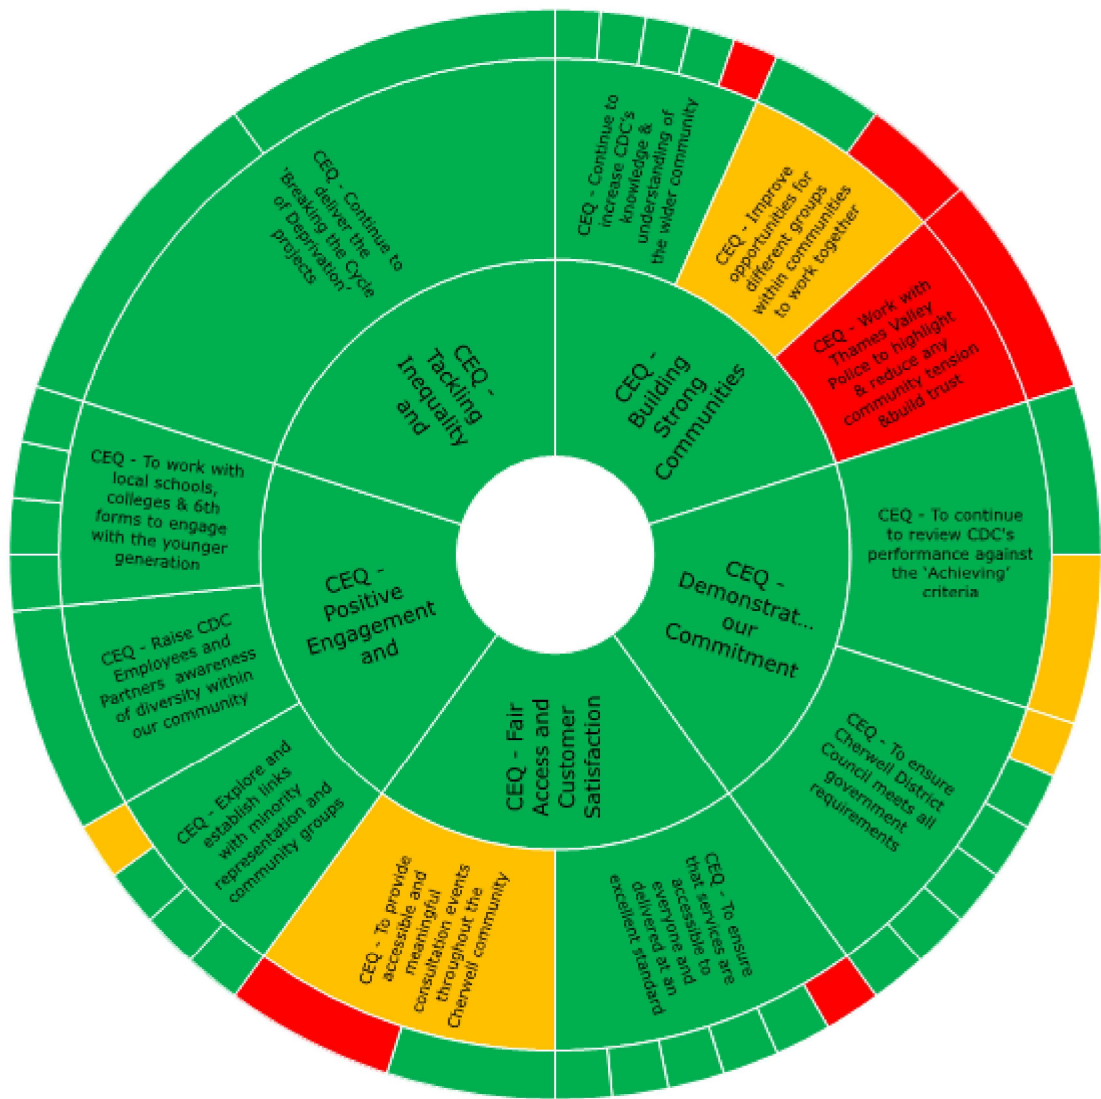 CEQ - Continue to
increase CDC's
knowledge &
understanding of
the wider community
CEQ - Improve
opportunities for
different groups
within communities
to work together
CEQ - Work with
Thames Valley
Police to highlight
& reduce any
community tension
&build trust
CEQ - To continue
to review CDC's
performance against
the 'Achieving'
criteria
CEQ - To ensure
Cherwell District
Council meets all
government
requirements
CEQ - To ensure
that services are
accessible to
everyone and
delivered at an
excellent standard
CEQ - To provide
accessible and
meaningful
consultation events
throughout the
Cherwell community
CEQ - Explore and
establish links
with minority
representation and
community groups
CEQ - Raise CDC
Employees and
Partners awareness
of diversity within
our community
CEQ - To work with
local schools,
colleges & 6th
forms to engage
with the younger
generation
CEQ - Continue to
deliver the
'Breaking the Cycle
of Deprivation'
projects
CEQ -
Building
Strong
Communities
CEQ -
Demonstrat...
our
Commitment
CEQ - Fair
Access and
Customer
Satisfaction
CEQ -
Positive
Engagement
and
CEQ -
Tackling
Inequality
and